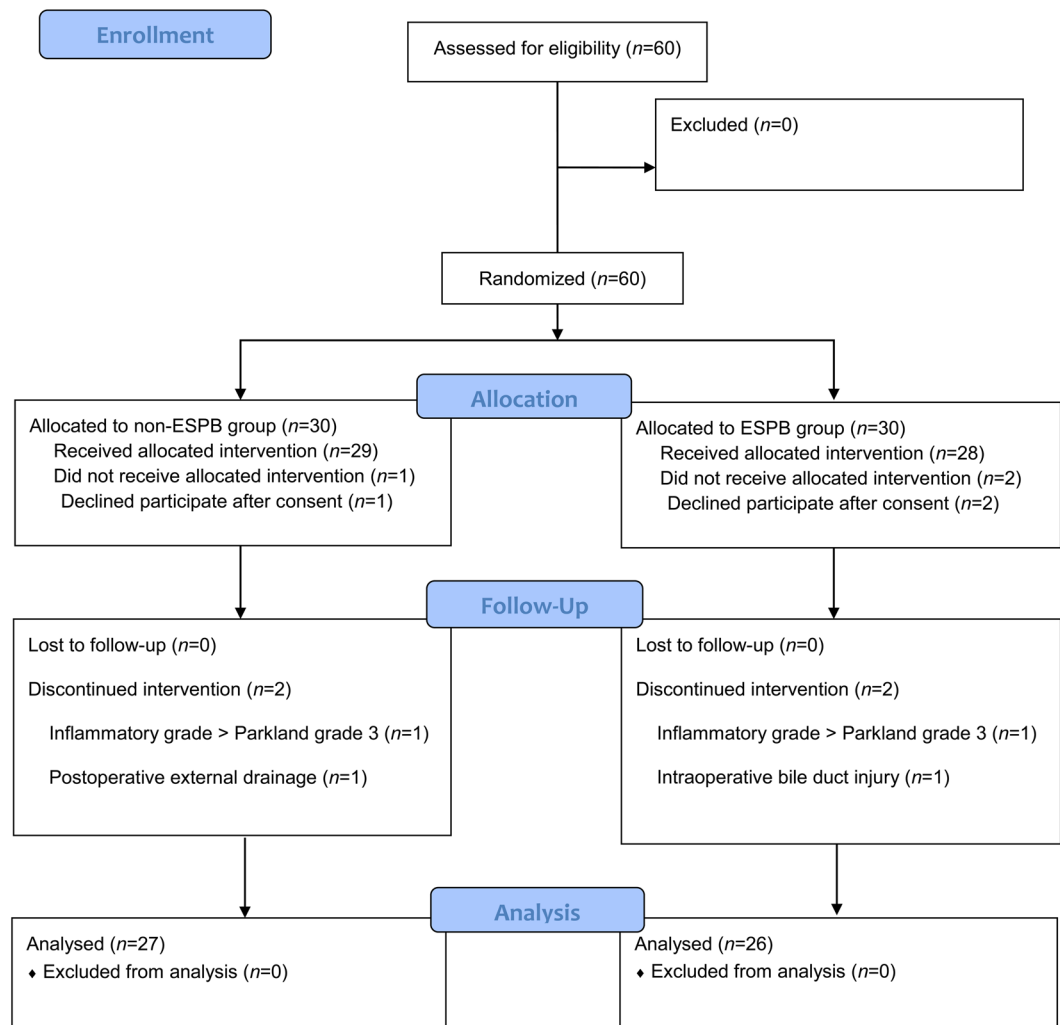 Enrollment
Assessed for eligibility (n=60)
Excluded (n=0)
Randomized (n=60)
Allocation
Allocated to non-ESPB group (n=30)
Received allocated intervention (n=29)
Did not receive allocated intervention (n=1)
Declined participate after consent (n=1)
Allocated to ESPB group (n=30)
Received allocated intervention (n=28)
Did not receive allocated intervention (n=2)
Declined participate after consent (n=2)
Follow-Up
Lost to follow-up (n=0)
Discontinued intervention (n=2)
Inflammatory grade > Parkland grade 3 (n=1)
Postoperative external drainage (n=1)
Lost to follow-up (n=0)
Discontinued intervention (n=2)
Inflammatory grade > Parkland grade 3 (n=1)
Intraoperative bile duct injury (n=1)
Analysis
Analysed (n=27)
♦ Excluded from analysis (n=0)
Analysed (n=26)
♦ Excluded from analysis (n=0)